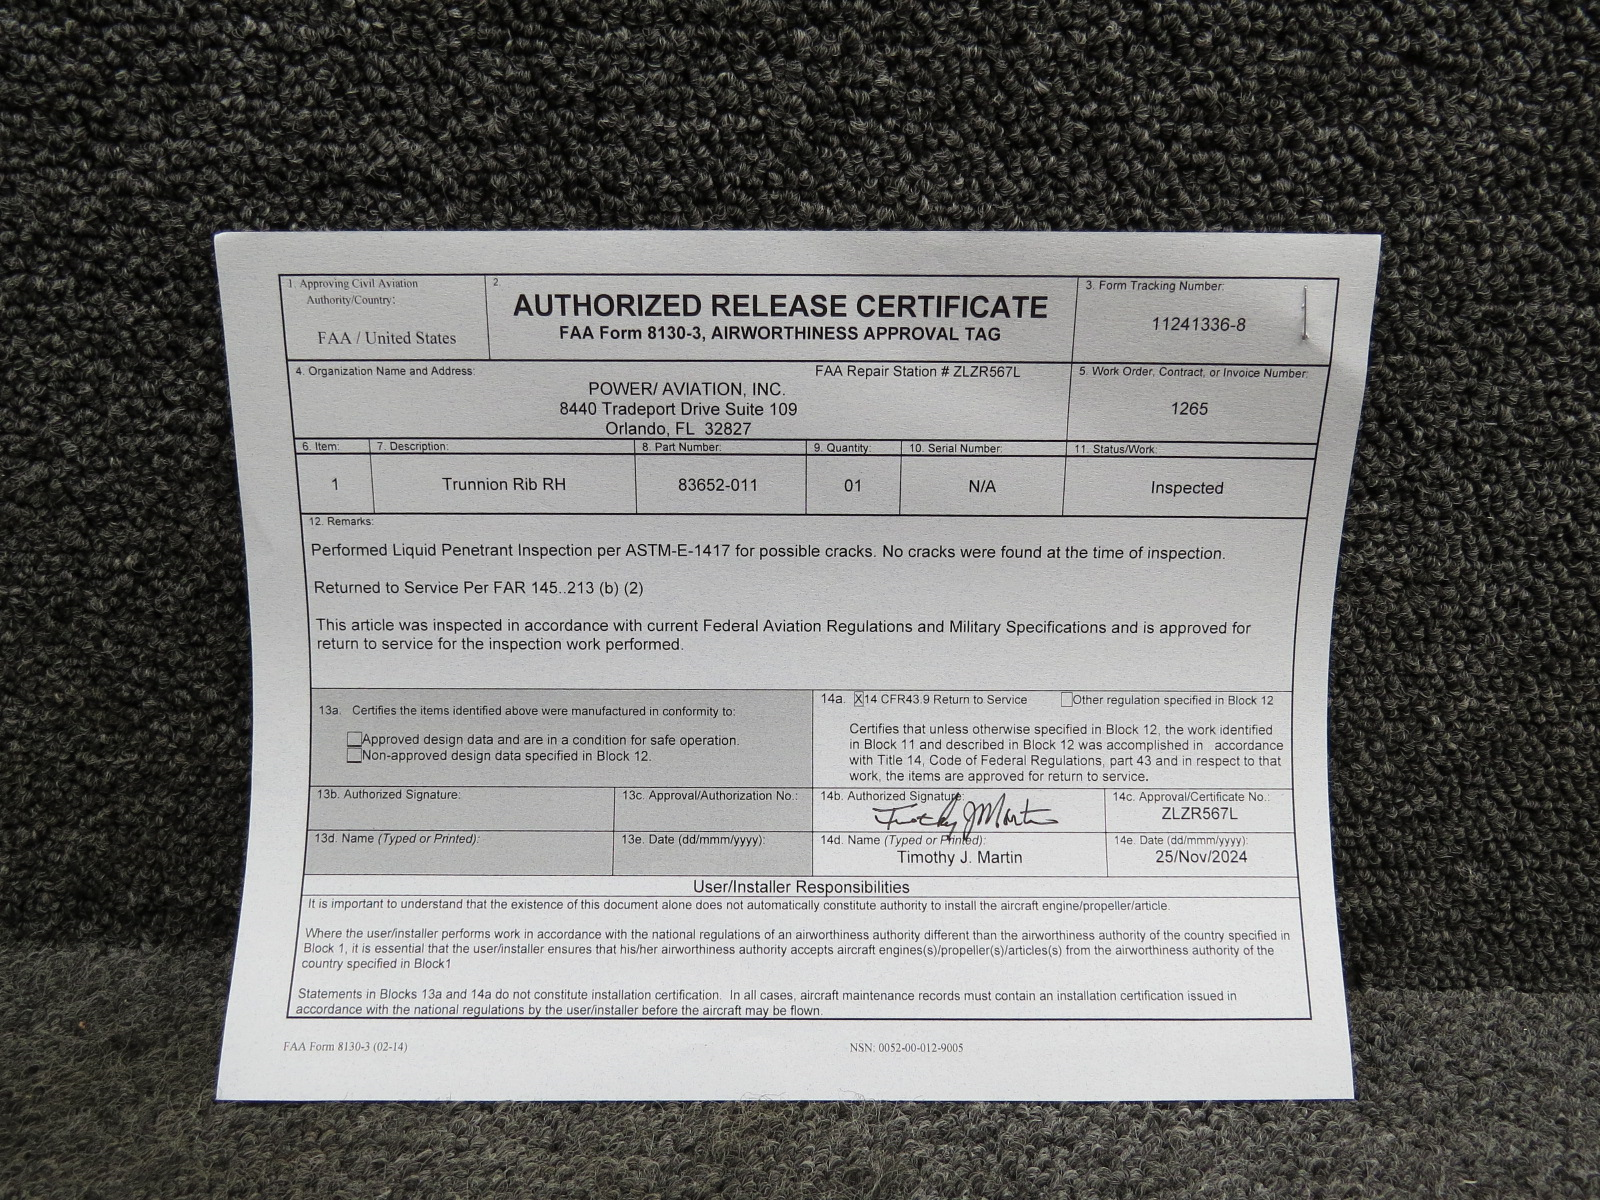 1. Approving Civil Aviation
Authority/Country:
FAA / United States
2.
AUTHORIZED RELEASE CERTIFICATE
FAA Form 8130-3, AIRWORTHINESS APPROVAL TAG
3. Form Tracking Number:
11241336-8
4. Organization Name and Address:
FAA Repair Station # ZLZR567L
POWER/ AVIATION, INC.
8440 Tradeport Drive Suite 109
Orlando, FL 32827
5. Work Order, Contract, or Invoice Number:
1265
6. Item: 7. Description: 8. Part Number: 9. Quantity: 10. Serial Number: 11. Status/Work:
1 Trunnion Rib RH 83652-011 01 N/A Inspected
12. Remarks:
Performed Liquid Penetrant Inspection per ASTM-E-1417 for possible cracks. No cracks were found at the time of inspection.
Returned to Service Per FAR 145..213 (b) (2)
This article was inspected in accordance with current Federal Aviation Regulations and Military Specifications and is approved for
return to service for the inspection work performed.
13a. Certifies the items identified above were manufactured in conformity to:
Approved design data and are in a condition for safe operation.
Non-approved design data specified in Block 12.
14a. X 14 CFR43.9 Return to Service Other regulation specified in Block 12
Certifies that unless otherwise specified in Block 12, the work identified
in Block 11 and described in Block 12 was accomplished in accordance
with Title 14, Code of Federal Regulations, part 43 and in respect to that
work, the items are approved for return to service.
13b. Authorized Signature: 13c. Approval/Authorization No.:
14b. Authorized Signature:
Timothy J Martin
14c. Approval/Certificate No.:
ZLZR567L
13d. Name (Typed or Printed): 13e. Date (dd/mmm/yyyy):
14d. Name (Typed or Printed):
Timothy J. Martin
14e. Date (dd/mmm/yyyy):
25/Nov/2024
User/Installer Responsibilities
It is important to understand that the existence of this document alone does not automatically constitute authority to install the aircraft engine/propeller/article.
Where the user/installer performs work in accordance with the national regulations of an airworthiness authority different than the airworthiness authority of the country specified in
Block 1, it is essential that the user/installer ensures that his/her airworthiness authority accepts aircraft engines(s)/propeller(s)/articles(s) from the airworthiness authority of the
country specified in Block1
Statements in Blocks 13a and 14a do not constitute installation certification. In all cases, aircraft maintenance records must contain an installation certification issued in
accordance with the national regulations by the user/installer before the aircraft may be flown.
FAA Form 8130-3 (02-14)
NSN: 0052-00-012-9005